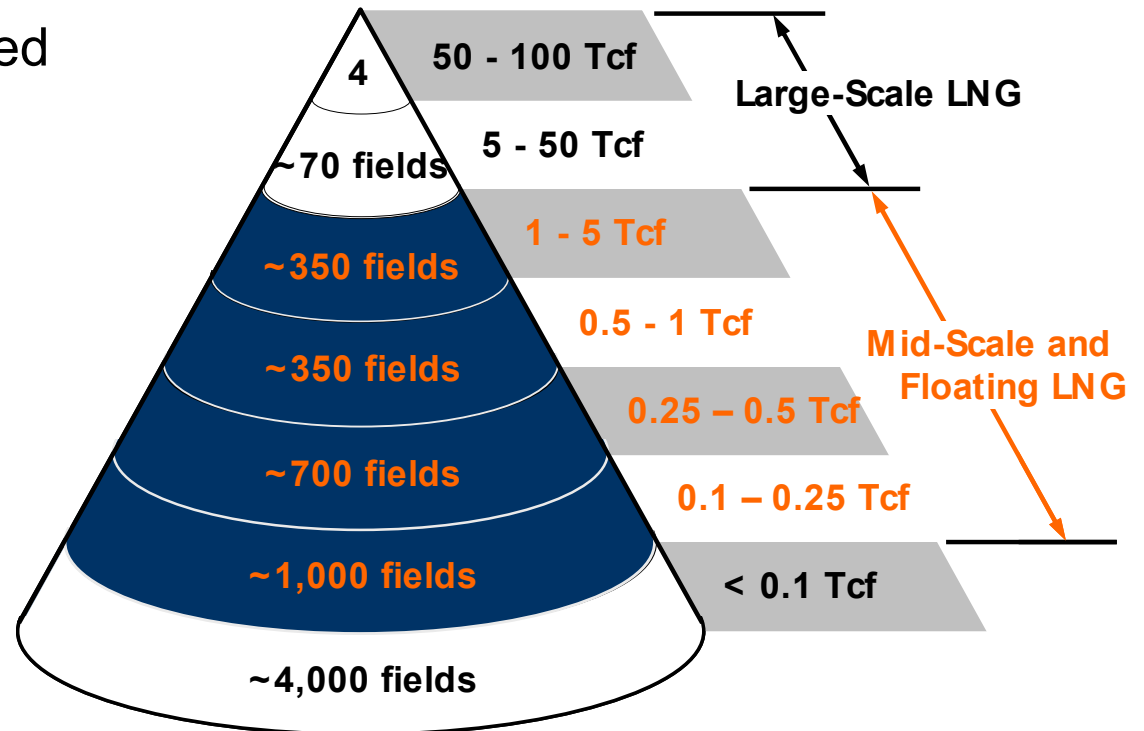 ed
4
50 - 100 Tcf
Large-Scale LNG
~70 fields
5 - 50 Tcf
~350 fields
1 - 5 Tcf
0.5 - 1 Tcf
Mid-Scale and
Floating LNG
~350 fields
0.25 – 0.5 Tcf
~700 fields
0.1 – 0.25 Tcf
~1,000 fields
< 0.1 Tcf
~4,000 fields